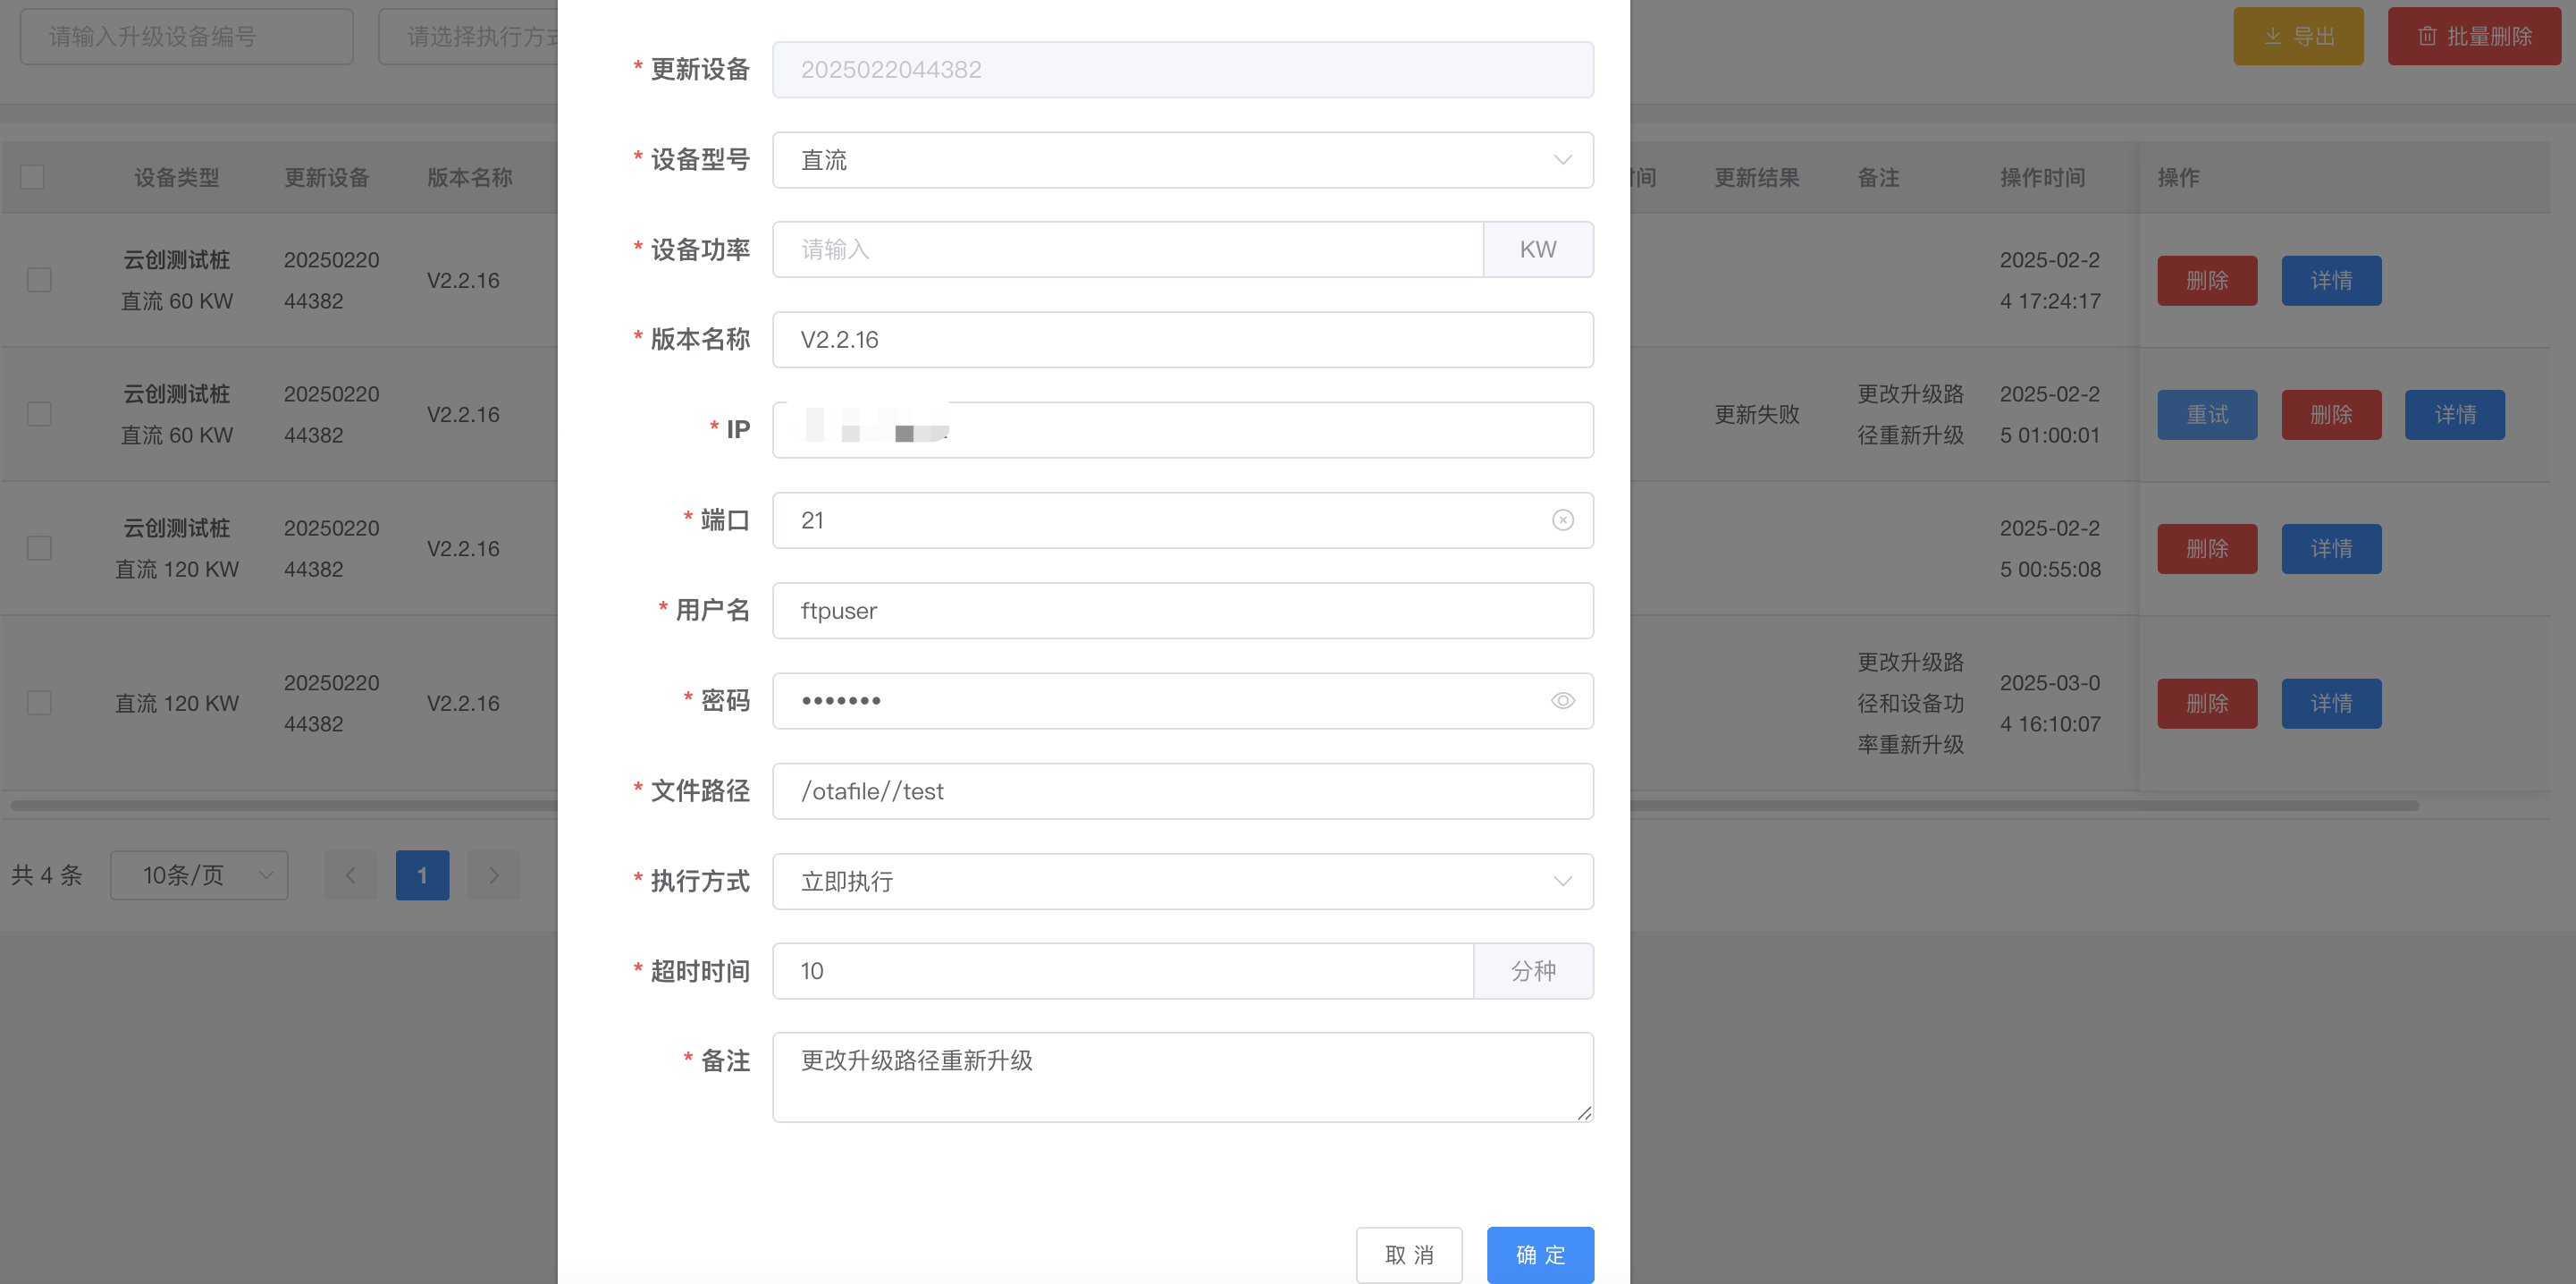 请输入升级设备编号
请选择执行方式
导出
批量删除
设备类型 更新设备 版本名称
时间 更新结果 备注 操作时间 操作
云创测试桩
直流 60 KW
20250220
44382
V2.2.16
2025-02-2
4 17:24:17
删除 详情
云创测试桩
直流 60 KW
20250220
44382
V2.2.16
更新失败
更改升级路
径重新升级
2025-02-2
5 01:00:01
重试 删除 详情
云创测试桩
直流 120 KW
20250220
44382
V2.2.16
2025-02-2
5 00:55:08
删除 详情
直流 120 KW
20250220
44382
V2.2.16
更改升级路
径和设备功
率重新升级
2025-03-0
4 16:10:07
删除 详情
共 4 条 10条/页 1
* 更新设备 2025022044382
* 设备型号 直流
* 设备功率 请输入 KW
* 版本名称 V2.2.16
* IP
* 端口 21
* 用户名 ftpuser
* 密码 •••••••
* 文件路径 /otafile//test
* 执行方式 立即执行
* 超时时间 10 分种
* 备注 更改升级路径重新升级
取 消 确 定